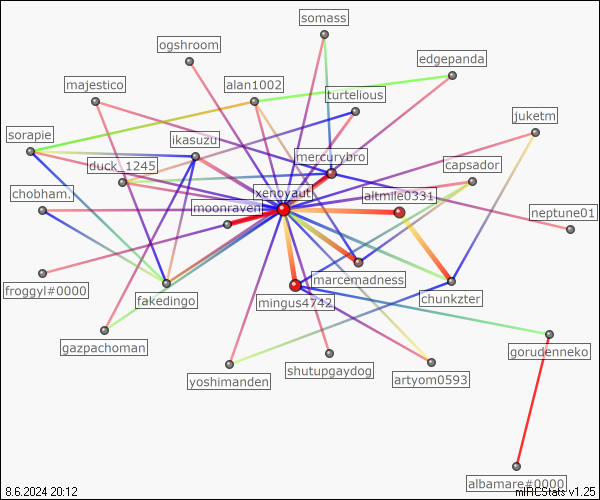 somass
ogshroom
edgepanda
majestico
alan1002
turtelious
juketm
sorapie
ikasuzu
mercurybro
duck_1245
capsador
chobham.
xenoyaut
altmile0331
moonraven
neptune01
froggyl#0000
marcemadness
fakedingo
mingus4742
chunkzter
gazpachoman
gorudenneko
yoshimanden
shutupgaydog
artyom0593
albamare#0000
8.6.2024 20:12
mIRCStats v1.25